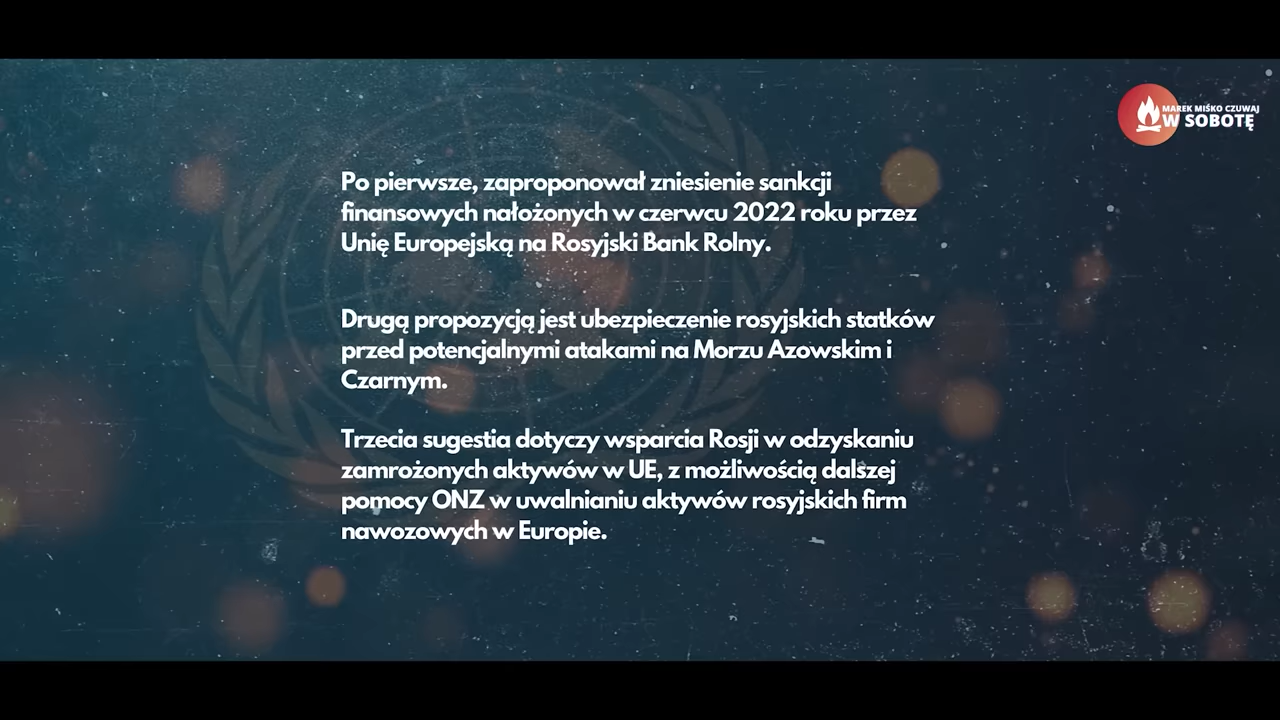 MAREK MIŚKO CZUWAJ
W SOBOTĘ
Po pierwsze, zaproponował zniesienie sankcji
finansowych nałożonych w czerwcu 2022 roku przez
Unię Europejską na Rosyjski Bank Rolny.
Drugą propozycją jest ubezpieczenie rosyjskich statków
przed potencjalnymi atakami na Morzu Azowskim i
Czarnym.
Trzecia sugestia dotyczy wsparcia Rosji w odzyskaniu
zamrożonych aktywów w UE, z możliwością dalszej
pomocy ONZ w uwalnianiu aktywów rosyjskich firm
nawozowych w Europie.